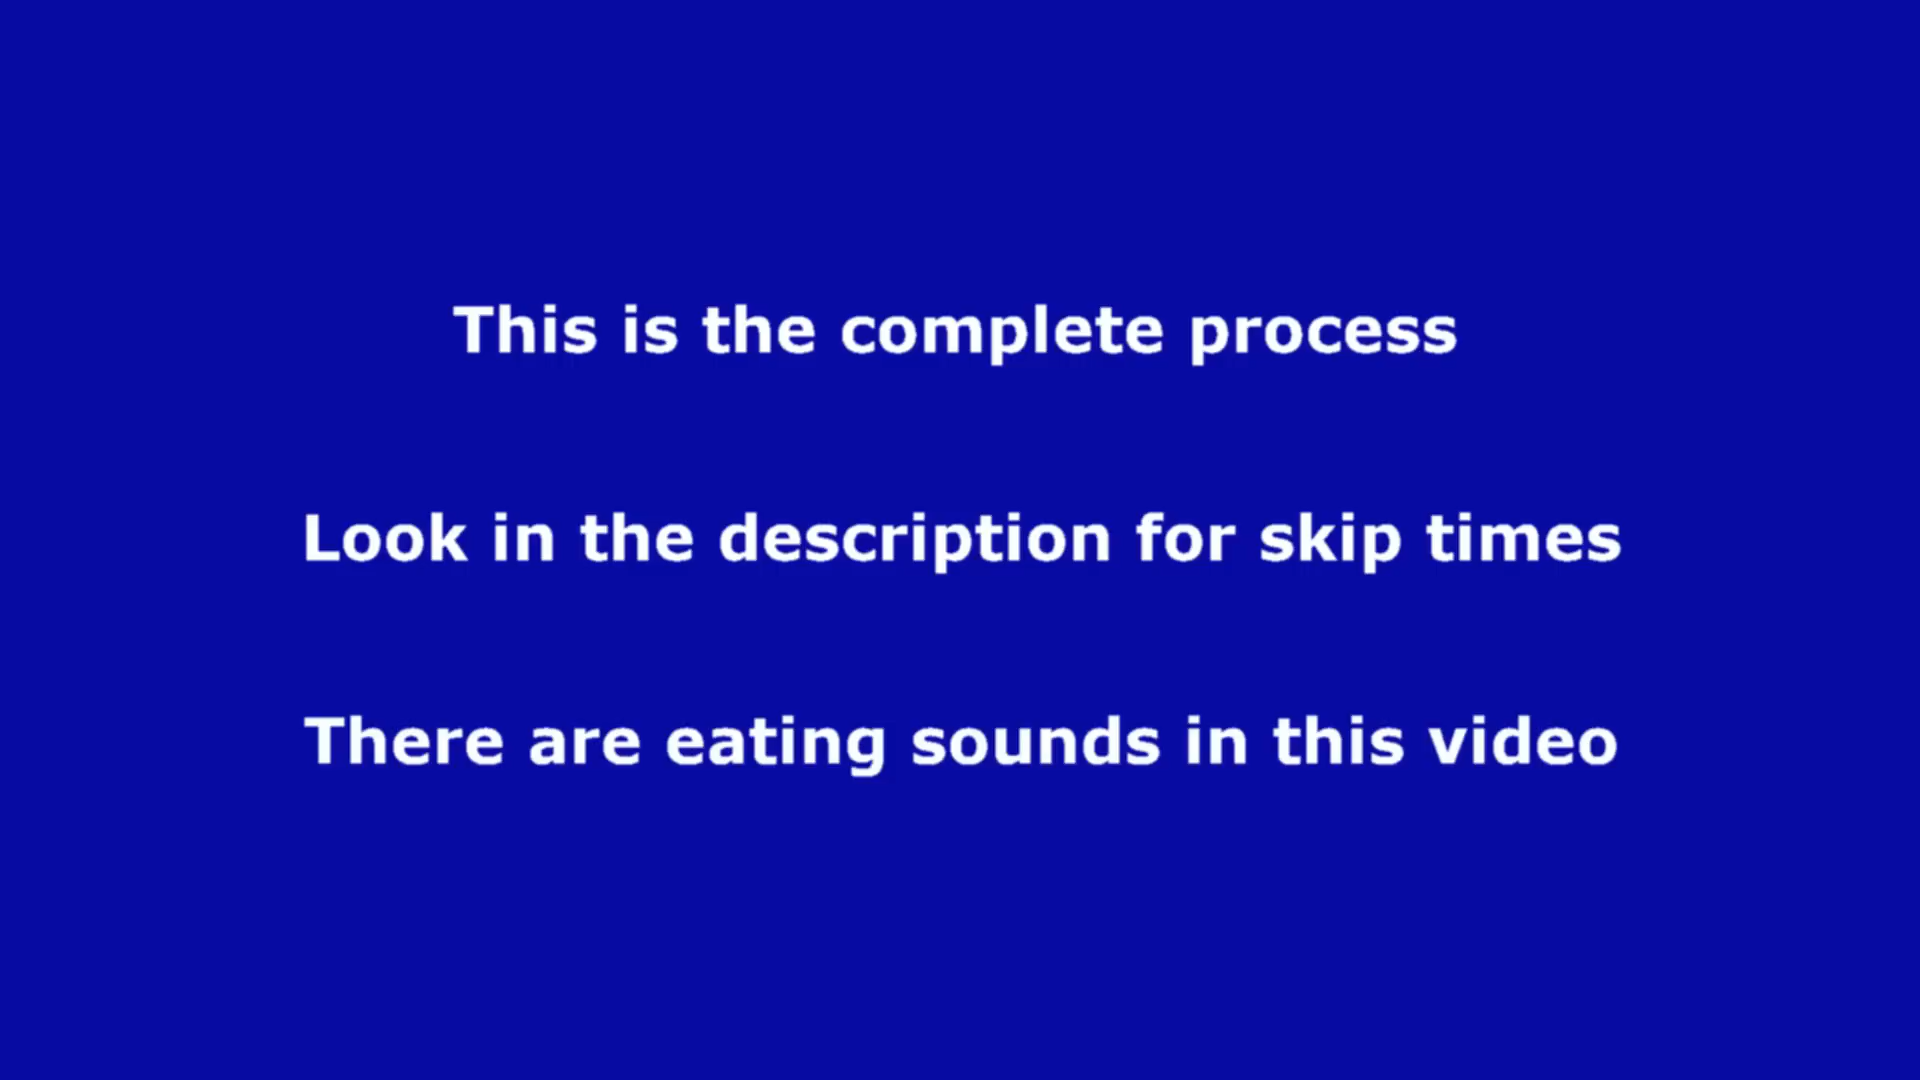 This is the complete process
Look in the description for skip times
There are eating sounds in this video